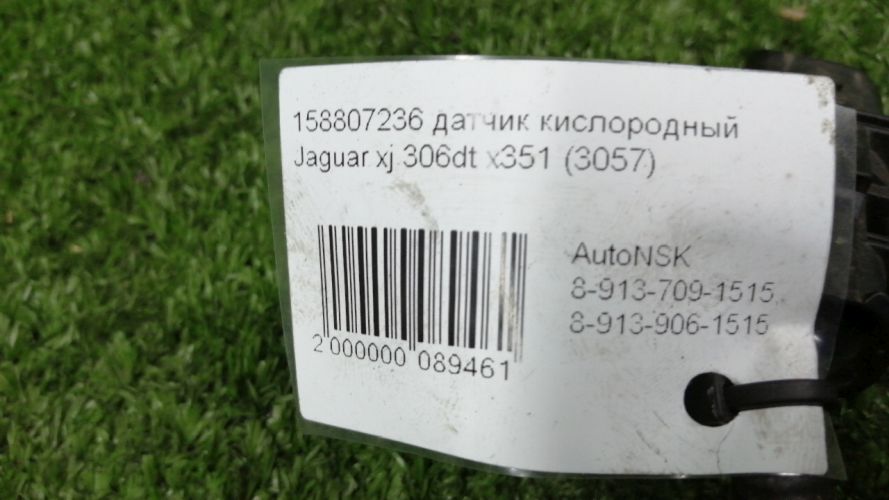 158807236 датчик кислородный
Jaguar xj 306dt x351 (3057)
AutoNSK
8-913-709-1515,
8-913-906-1515
2 000000 089461